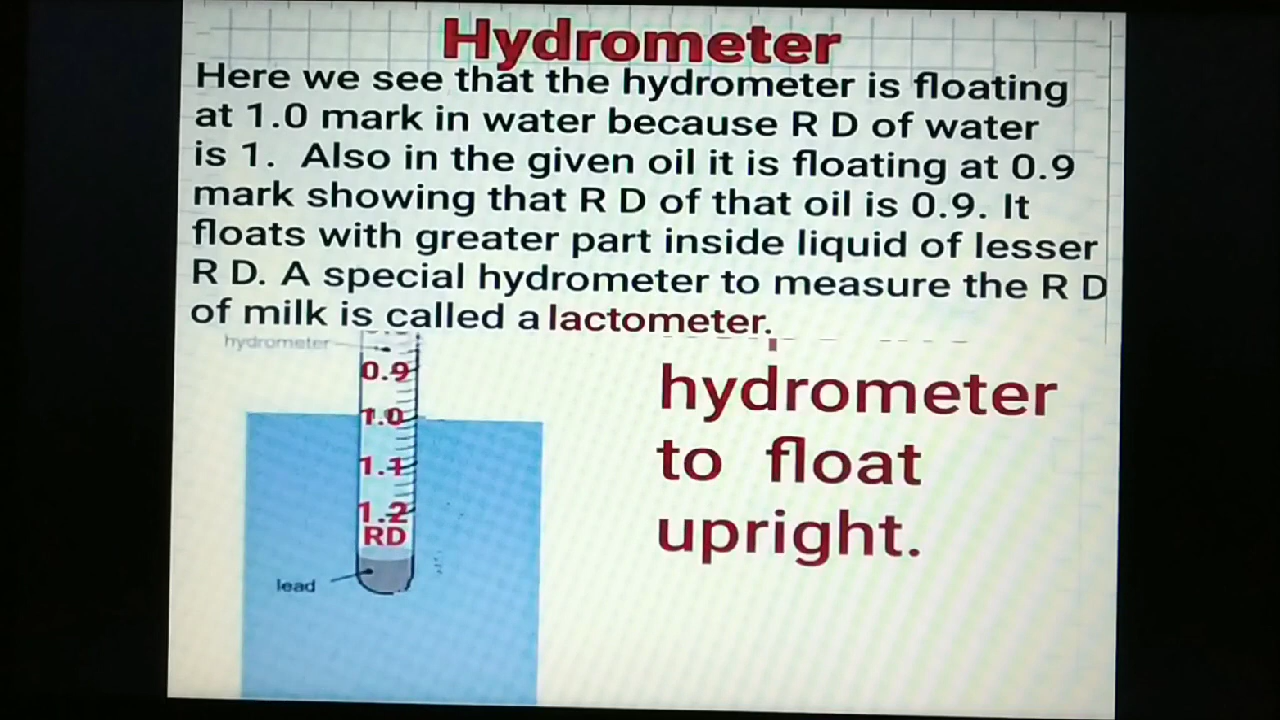 Hydrometer
Here we see that the hydrometer is floating
at 1.0 mark in water because R D of water
is 1. Also in the given oil it is floating at 0.9
mark showing that R D of that oil is 0.9. It
floats with greater part inside liquid of lesser
R D. A special hydrometer to measure the R D
of milk is called a lactometer.
hydrometer
0.9
1.0
1.1
1.2
RD
lead
hydrometer
to float
upright.